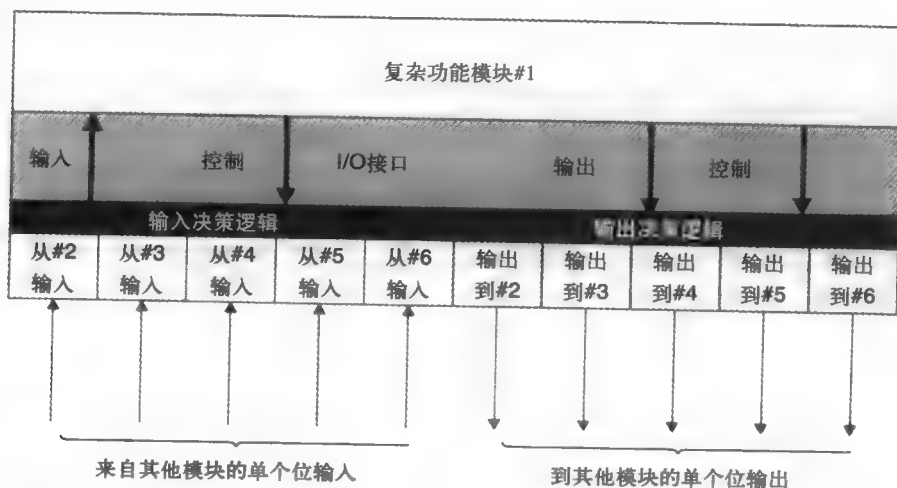 复杂功能模块#1
输入 控制 I/O接口 输出 控制
输入决策逻辑 输出决策逻辑
从#2 从#3 从#4 从#5 从#6 输出 输出 输出 输出 输出
输入 输入 输入 输入 输入 到#2 到#3 到#4 到#5 到#6
来自其他模块的单个位输入 到其他模块的单个位输出